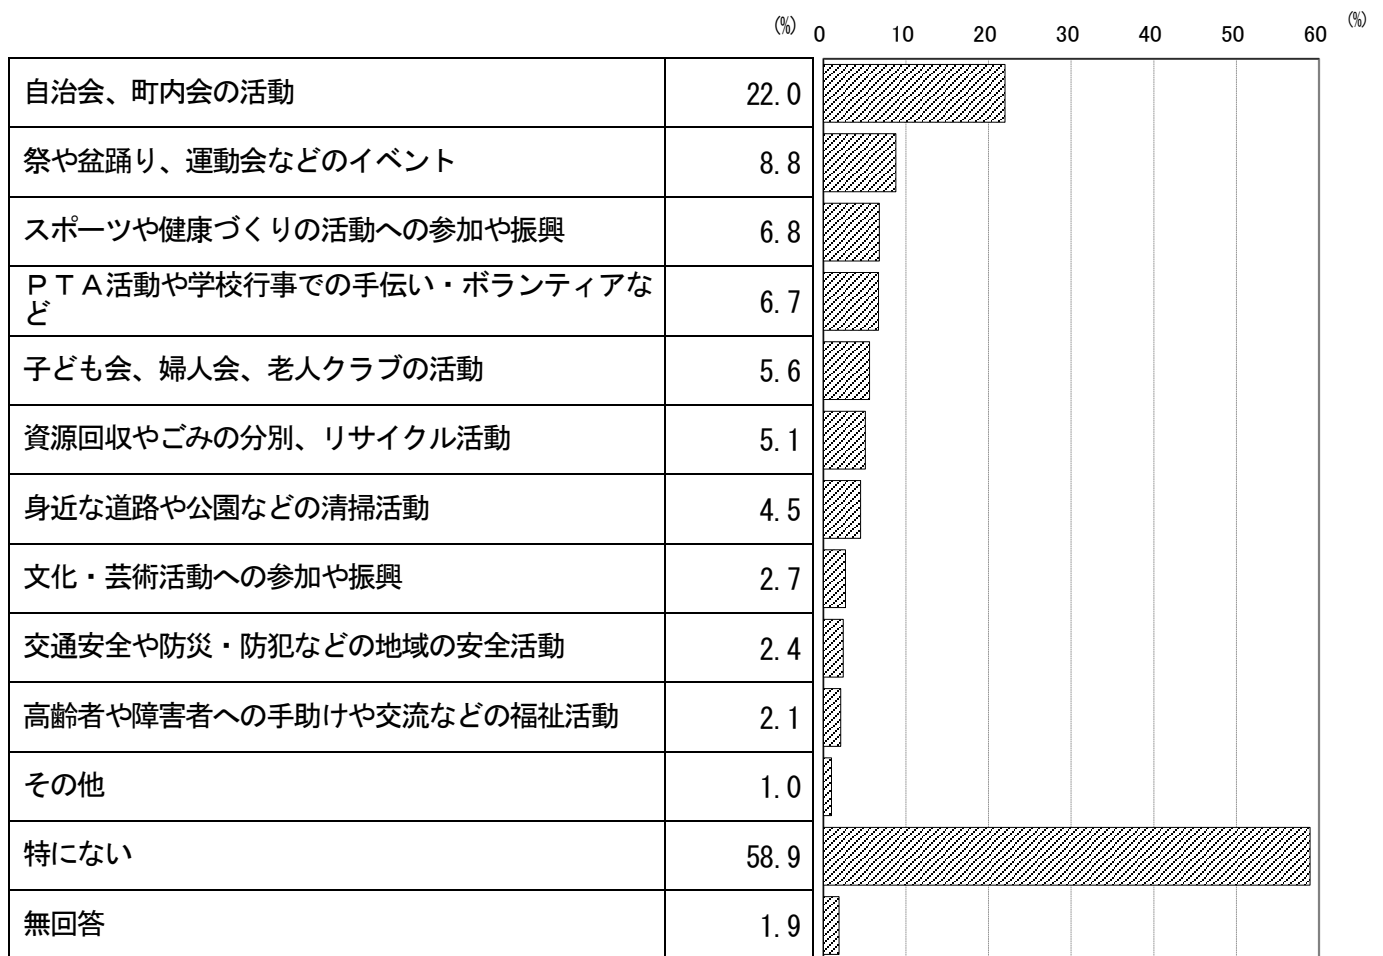 (%) 0 10 20 30 40 50 60 (%)
自治会、町内会の活動 22.0
祭や盆踊り、運動会などのイベント 8.8
スポーツや健康づくりの活動への参加や振興 6.8
ＰＴＡ活動や学校行事での手伝い・ボランティアな
ど 6.7
子ども会、婦人会、老人クラブの活動 5.6
資源回収やごみの分別、リサイクル活動 5.1
身近な道路や公園などの清掃活動 4.5
文化・芸術活動への参加や振興 2.7
交通安全や防災・防犯などの地域の安全活動 2.4
高齢者や障害者への手助けや交流などの福祉活動 2.1
その他 1.0
特にない 58.9
無回答 1.9